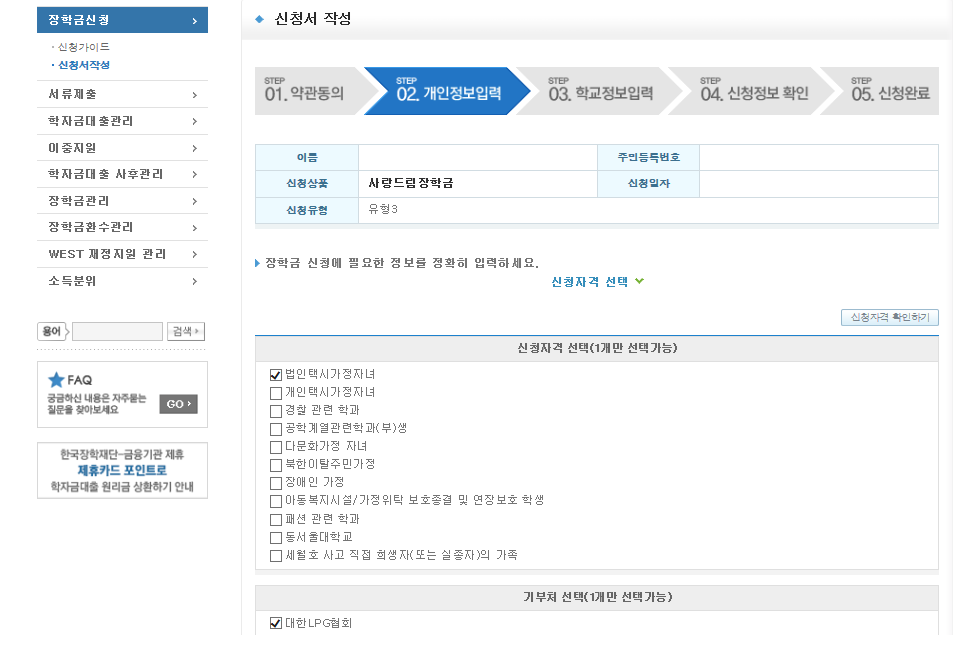 장학금신청
· 신청가이드
· 신청서작성
서류제출
학자금대출관리
이중지원
학자금대출 사후관리
장학금관리
장학금환수관리
WEST 재정지원 관리
소득분위
용어
검색
FAQ
궁금하신 내용은 자주묻는
질문을 찾아보세요
GO
한국장학재단-금융기관 제휴
제휴카드 포인트로
학자금대출 원리금 상환하기 안내
신청서 작성
STEP
01. 약관동의
STEP
02. 개인정보입력
STEP
03. 학교정보입력
STEP
04. 신청정보 확인
STEP
05. 신청완료
이름
주민등록번호
신청상품 사랑드림장학금
신청일자
신청유형 유형3
장학금 신청에 필요한 정보를 정확히 입력하세요.
신청자격 선택
신청자격 확인하기
신청자격 선택(1개만 선택가능)
법인택시가정자녀
개인택시가정자녀
경찰 관련 학과
공학계열관련학과(부)생
다문화가정 자녀
북한이탈주민가정
장애인 가정
아동복지시설/가정위탁 보호종결 및 연장보호 학생
패션 관련 학과
동서울대학교
세월호 사고 직접 희생자(또는 실종자)의 가족
기부처 선택(1개만 선택가능)
대한LPG협회